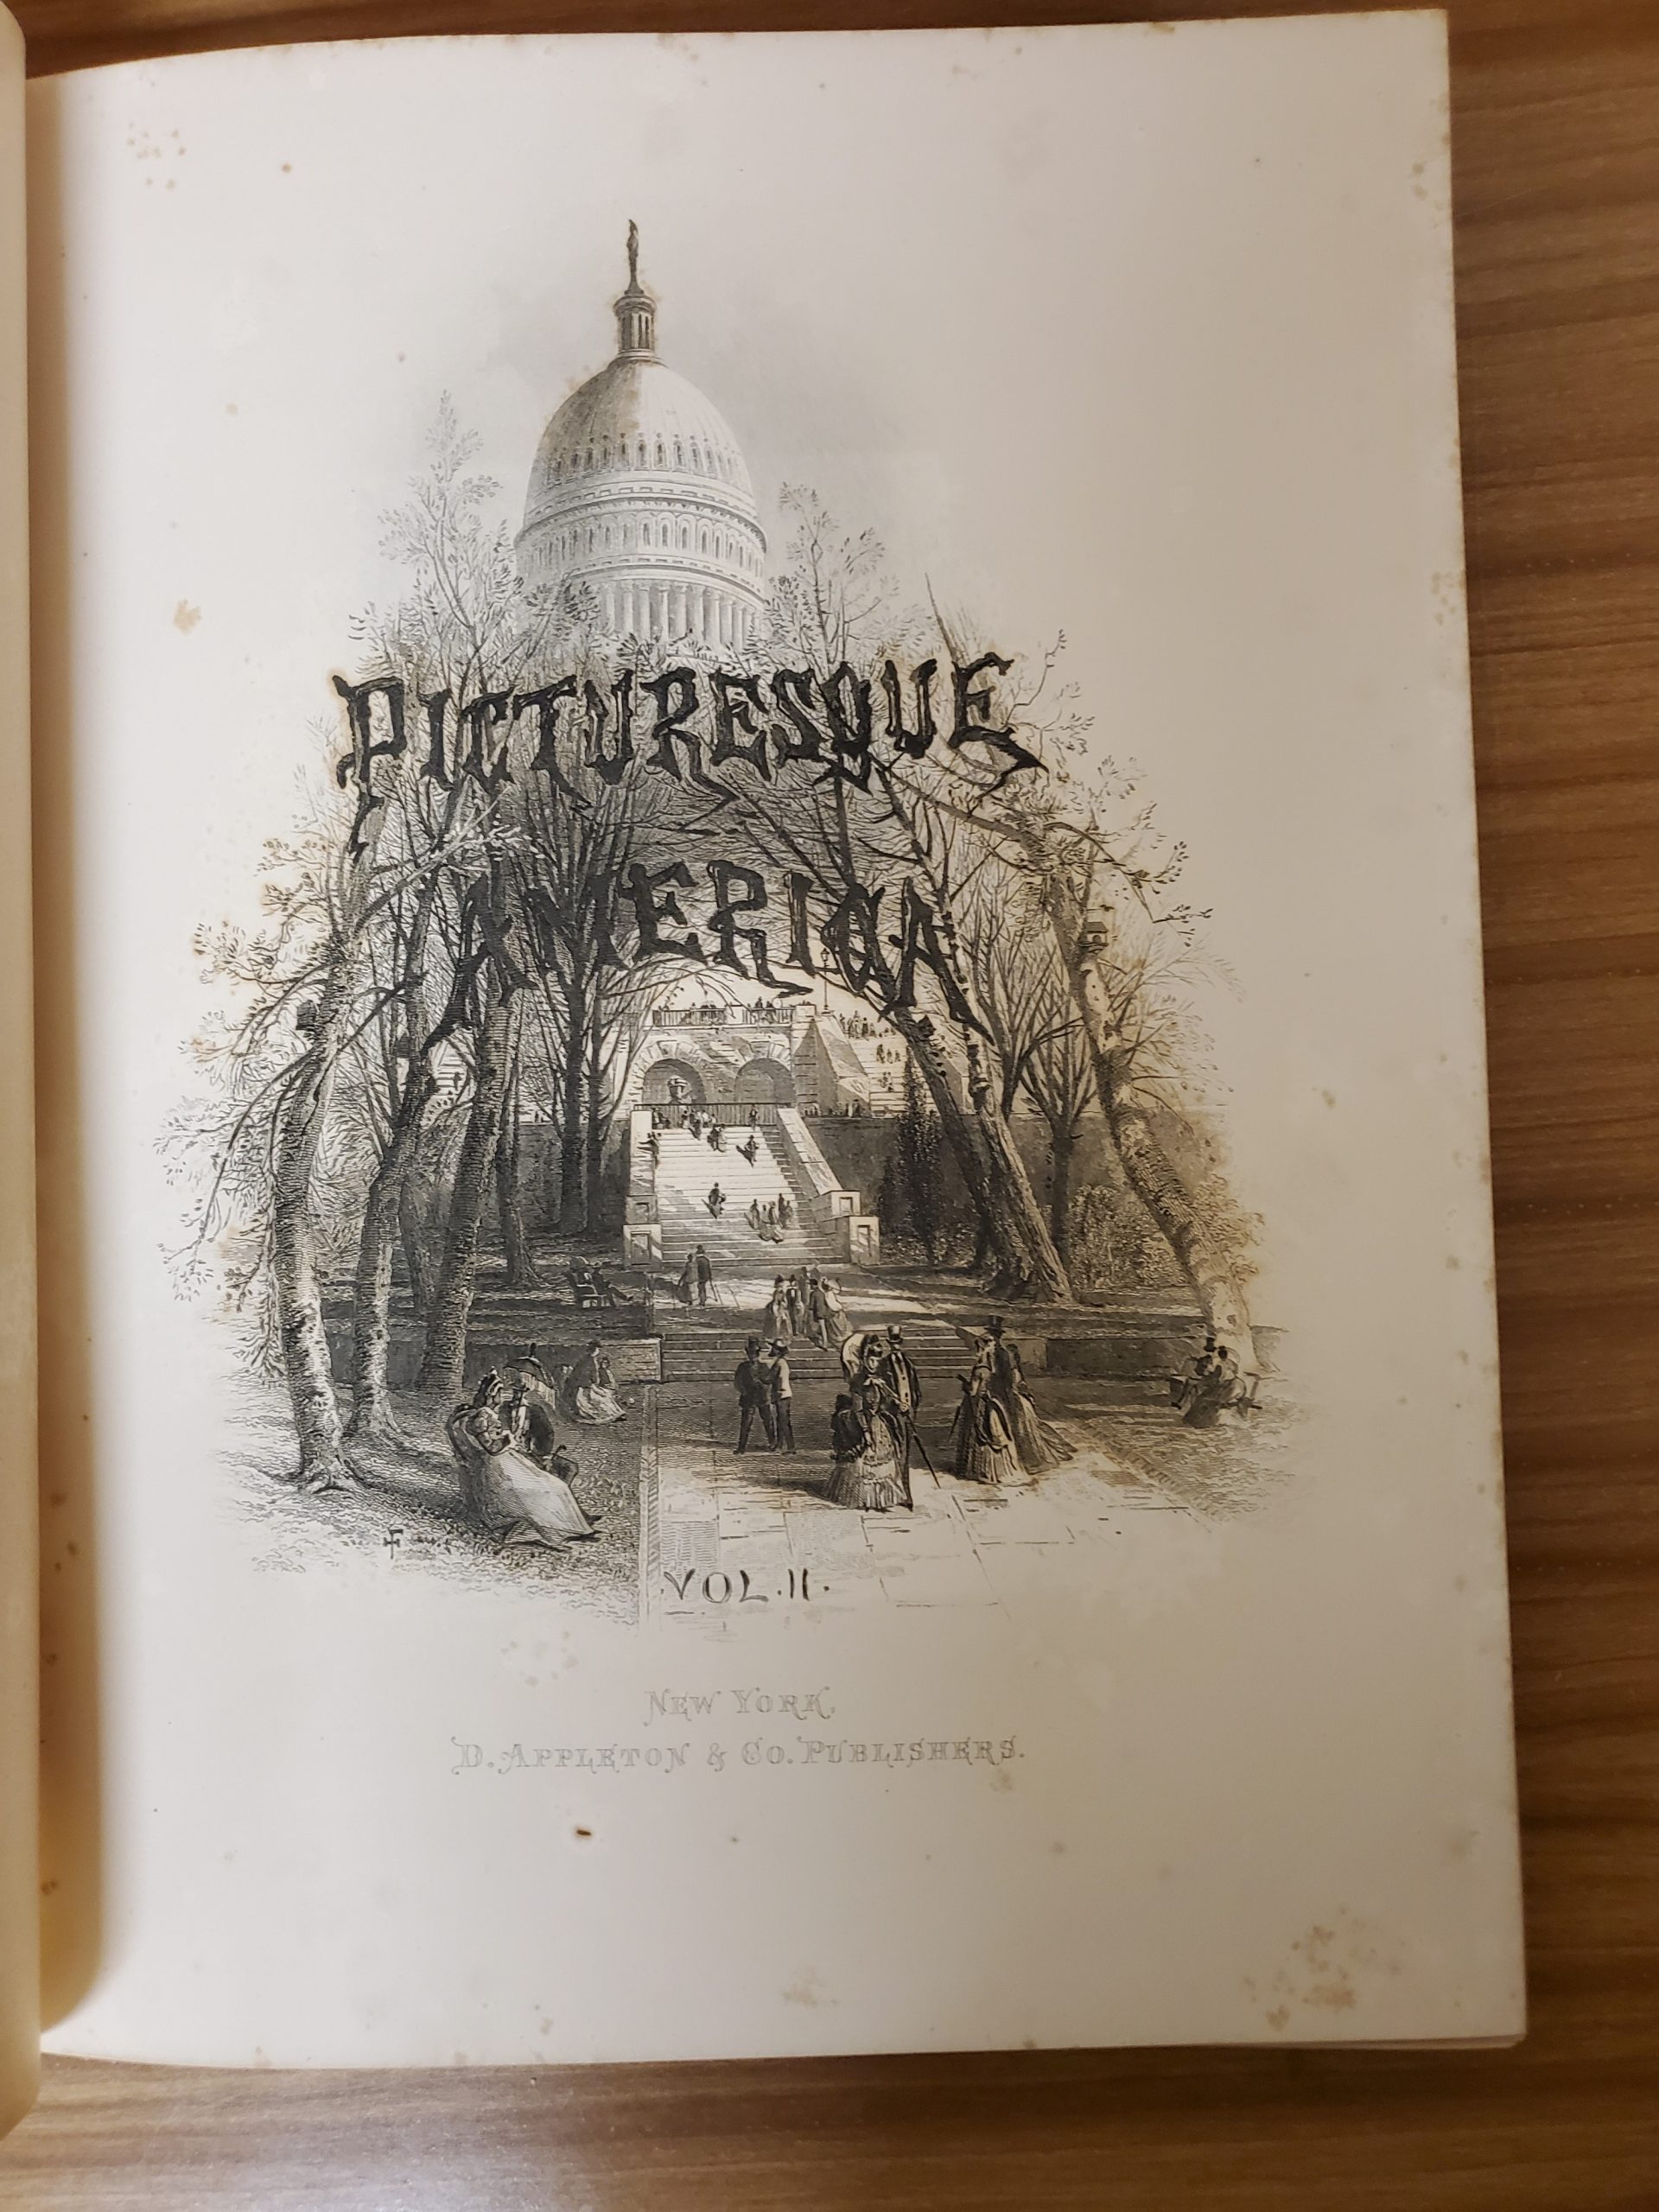 PICTURESQUE
AMERICA
VOL.II.
NEW YORK,
D. APPLETON & CO. PUBLISHERS.